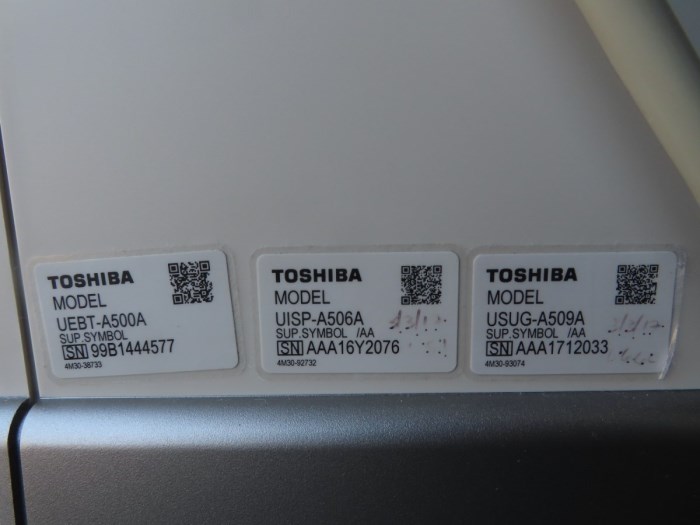 TOSHIBA
MODEL
UEBT-A500A
SUP.SYMBOL
SN 99B1444577
4M30-38733
TOSHIBA
MODEL
UISP-A506A
SUP.SYMBOL /AA
SN AAA16Y2076
4M30-92732
TOSHIBA
MODEL
USUG-A509A
SUP.SYMBOL /AA
SN AAA1712033
4M30-93074